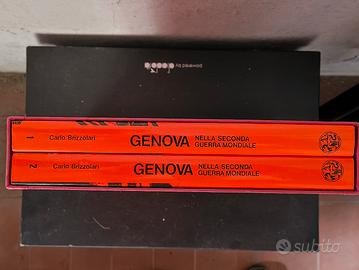 1 Carlo Brizzolari GENOVA NELLA SECONDA
GUERRA MONDIALE
2 Carlo Brizzolari GENOVA NELLA SECONDA
GUERRA MONDIALE
subito